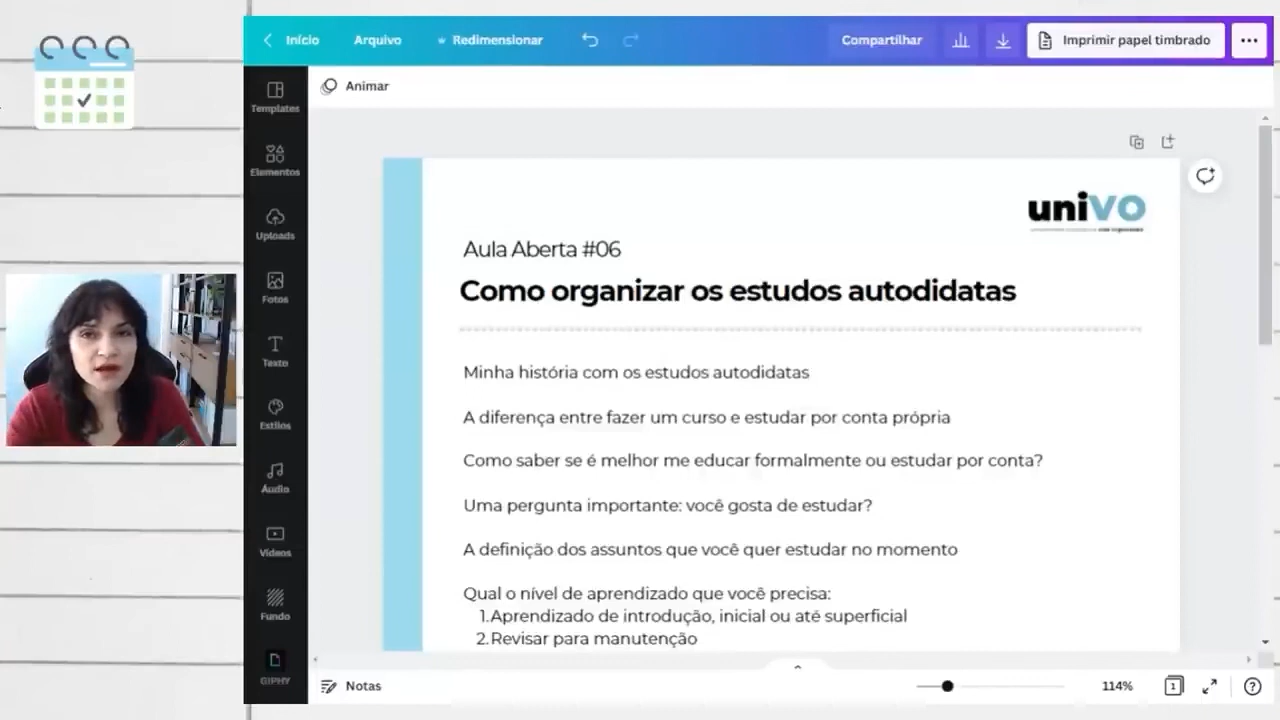 Início
Arquivo
Redimensionar
Compartilhar
Imprimir papel timbrado
Animar
Templates
Elementos
Uploads
Fotos
Texto
Estilos
Áudio
Vídeos
Fundo
GIPHY
uniVO
Aula Aberta #06
Como organizar os estudos autodidatas
Minha história com os estudos autodidatas
A diferença entre fazer um curso e estudar por conta própria
Como saber se é melhor me educar formalmente ou estudar por conta?
Uma pergunta importante: você gosta de estudar?
A definição dos assuntos que você quer estudar no momento
Qual o nível de aprendizado que você precisa:
1.Aprendizado de introdução, inicial ou até superficial
2.Revisar para manutenção
Notas
114%
1